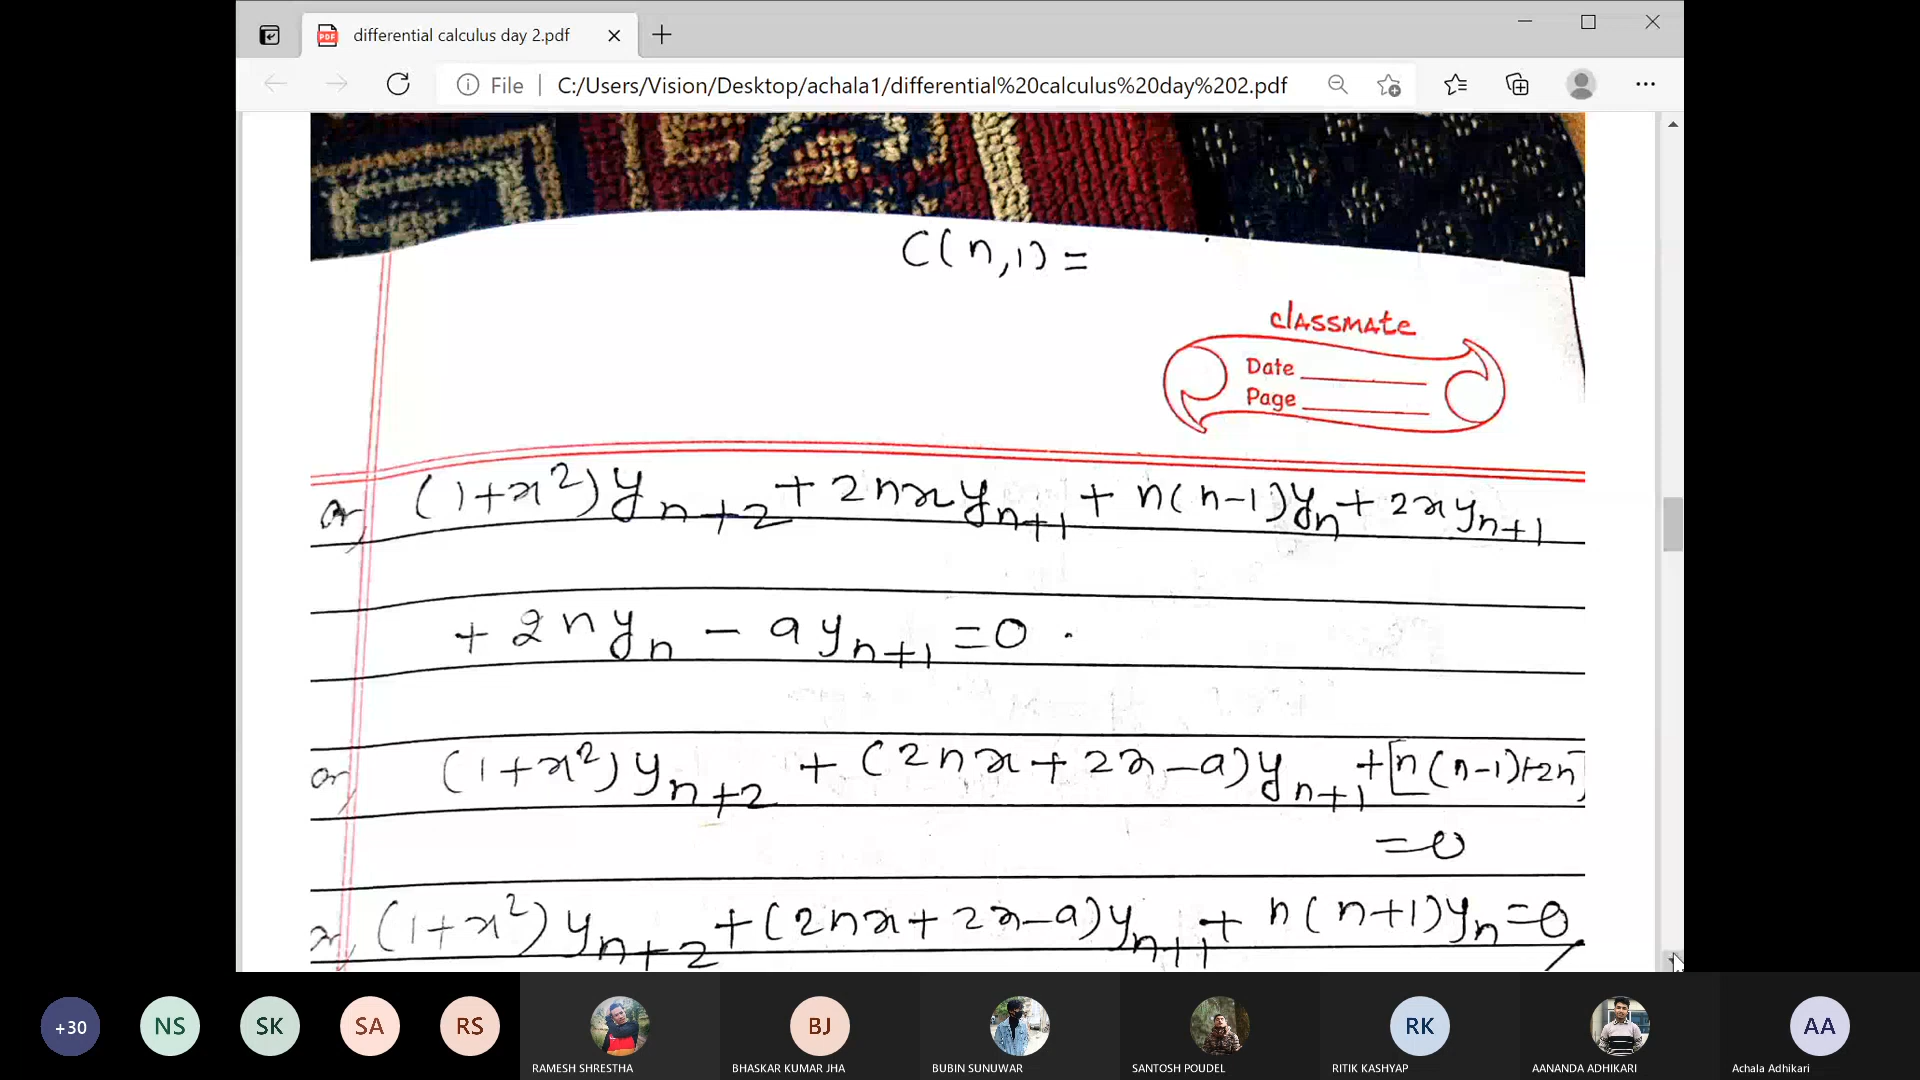 differential calculus day 2.pdf
File C:/Users/Vision/Desktop/achala1/differential%20calculus%20day%202.pdf
C(n,1) =
classmate
Date
Page
or, (1+x²)yₙ₊₂ + 2nxyₙ₊₁ + n(n-1)yₙ + 2xyₙ₊₁
+ 2nyₙ - ayₙ₊₁ = 0 .
or, (1+x²)yₙ₊₂ + (2nx+2x-a)yₙ₊₁ + [n(n-1)+2n]
=0
or, (1+x²)yₙ₊₂ + (2nx+2x-a)yₙ₊₁ + n(n+1)yₙ = 0
+30 NS SK SA RS BJ RK AA
RAMESH SHRESTHA BHASKAR KUMAR JHA BUBIN SUNUWAR SANTOSH POUDEL RITIK KASHYAP AANANDA ADHIKARI Achala Adhikari